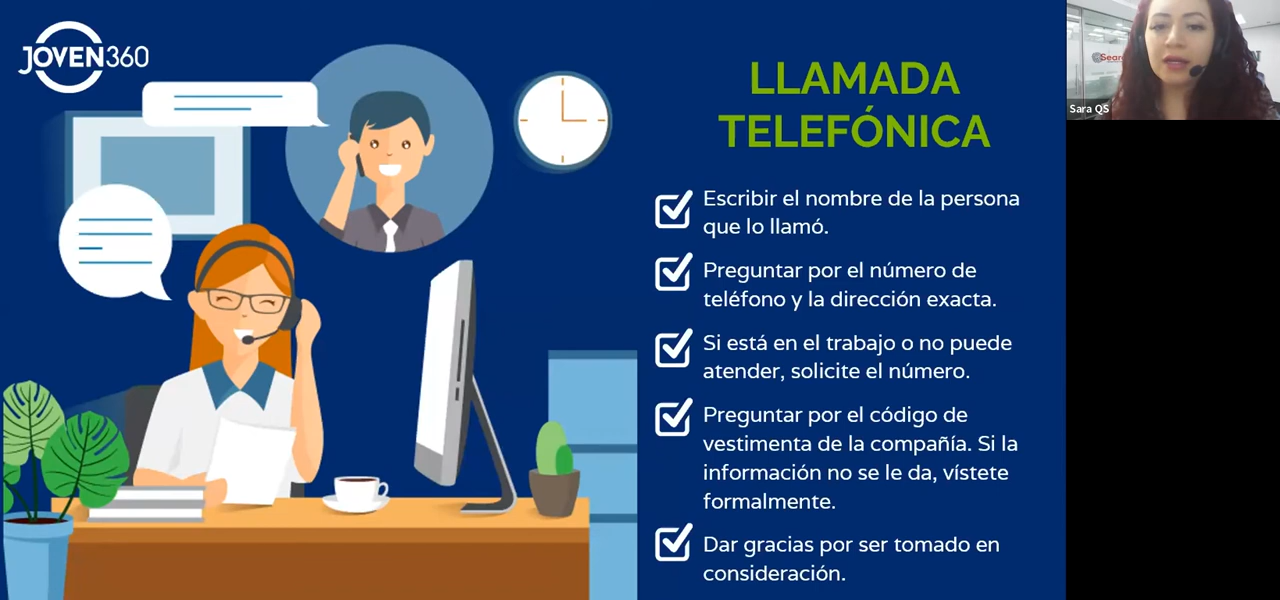 JOVEN360
LLAMADA
TELEFÓNICA
Escribir el nombre de la persona
que lo llamó.
Preguntar por el número de
teléfono y la dirección exacta.
Si está en el trabajo o no puede
atender, solicite el número.
Preguntar por el código de
vestimenta de la compañía. Si la
información no se le da, vístete
formalmente.
Dar gracias por ser tomado en
consideración.
Sara QS